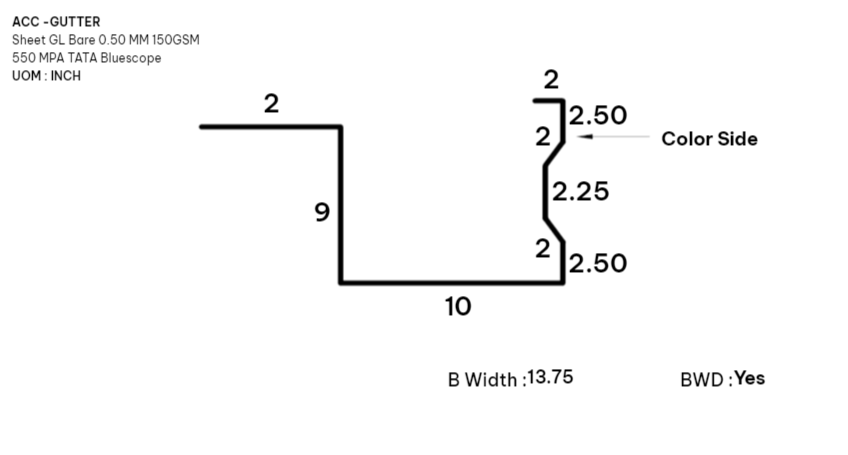 ACC -GUTTER
Sheet GL Bare 0.50 MM 150GSM
550 MPA TATA Bluescope
UOM : INCH
2
2
2.50
2
Color Side
2.25
9
2
2.50
10
B Width :13.75
BWD :Yes